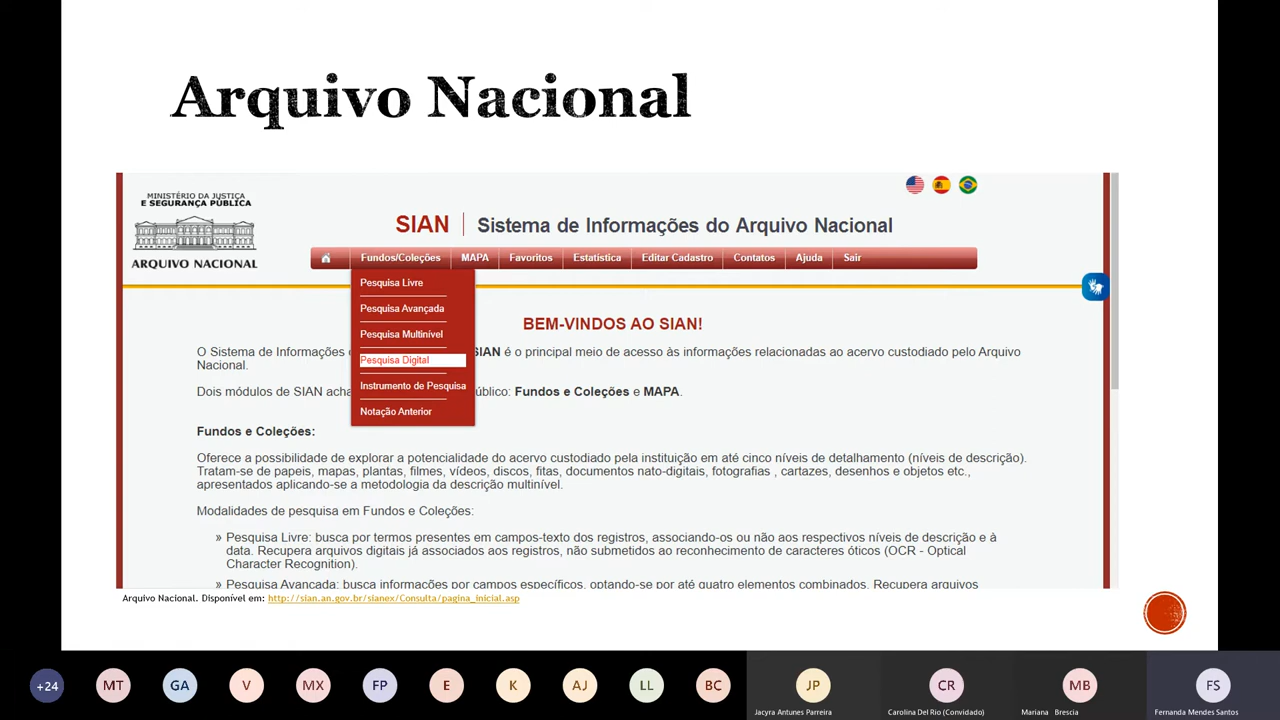 Arquivo Nacional
MINISTÉRIO DA JUSTIÇA
E SEGURANÇA PÚBLICA
ARQUIVO NACIONAL
SIAN | Sistema de Informações do Arquivo Nacional
Fundos/Coleções MAPA Favoritos Estatística Editar Cadastro Contatos Ajuda Sair
Pesquisa Livre
Pesquisa Avançada
Pesquisa Multinível
Pesquisa Digital
Instrumento de Pesquisa
Notação Anterior
BEM-VINDOS AO SIAN!
O Sistema de Informações SIAN é o principal meio de acesso às informações relacionadas ao acervo custodiado pelo Arquivo
Nacional.
Dois módulos de SIAN acha público: Fundos e Coleções e MAPA.
Fundos e Coleções:
Oferece a possibilidade de explorar a potencialidade do acervo custodiado pela instituição em até cinco níveis de detalhamento (níveis de descrição).
Tratam-se de papeis, mapas, plantas, filmes, vídeos, discos, fitas, documentos nato-digitais, fotografias , cartazes, desenhos e objetos etc.,
apresentados aplicando-se a metodologia da descrição multinível.
Modalidades de pesquisa em Fundos e Coleções:
» Pesquisa Livre: busca por termos presentes em campos-texto dos registros, associando-os ou não aos respectivos níveis de descrição e à
data. Recupera arquivos digitais já associados aos registros, não submetidos ao reconhecimento de caracteres óticos (OCR - Optical
Character Recognition).
» Pesquisa Avançada: busca informações por campos específicos, optando-se por até quatro elementos combinados. Recupera arquivos
Arquivo Nacional. Disponível em: http://sian.an.gov.br/sianex/Consulta/pagina_inicial.asp
+24 MT GA V MX FP E K AJ LL BC JP CR MB FS
Jacyra Antunes Parreira Carolina Del Rio (Convidado) Mariana Brescia Fernanda Mendes Santos